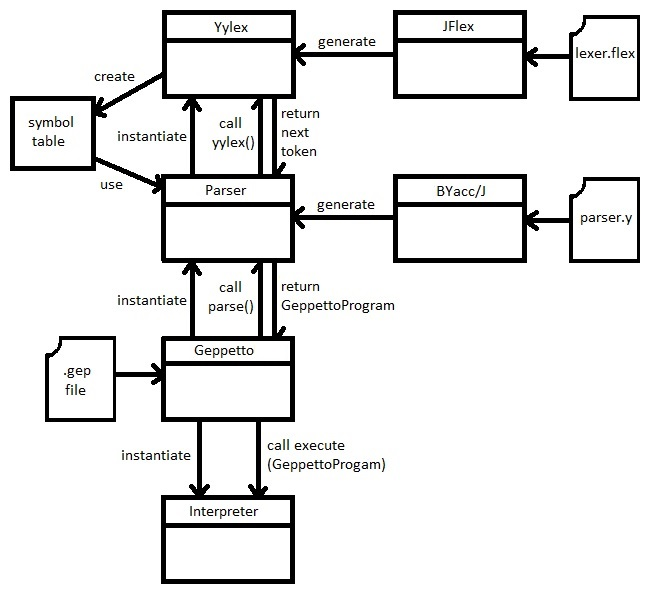 Yylex
generate
JFlex
lexer.flex
create
symbol
table
instantiate
call
yylex()
return
next
token
use
Parser
generate
BYacc/J
parser.y
instantiate
call
parse()
return
GeppettoProgram
Geppetto
.gep
file
instantiate
call execute
(GeppettoProgam)
Interpreter